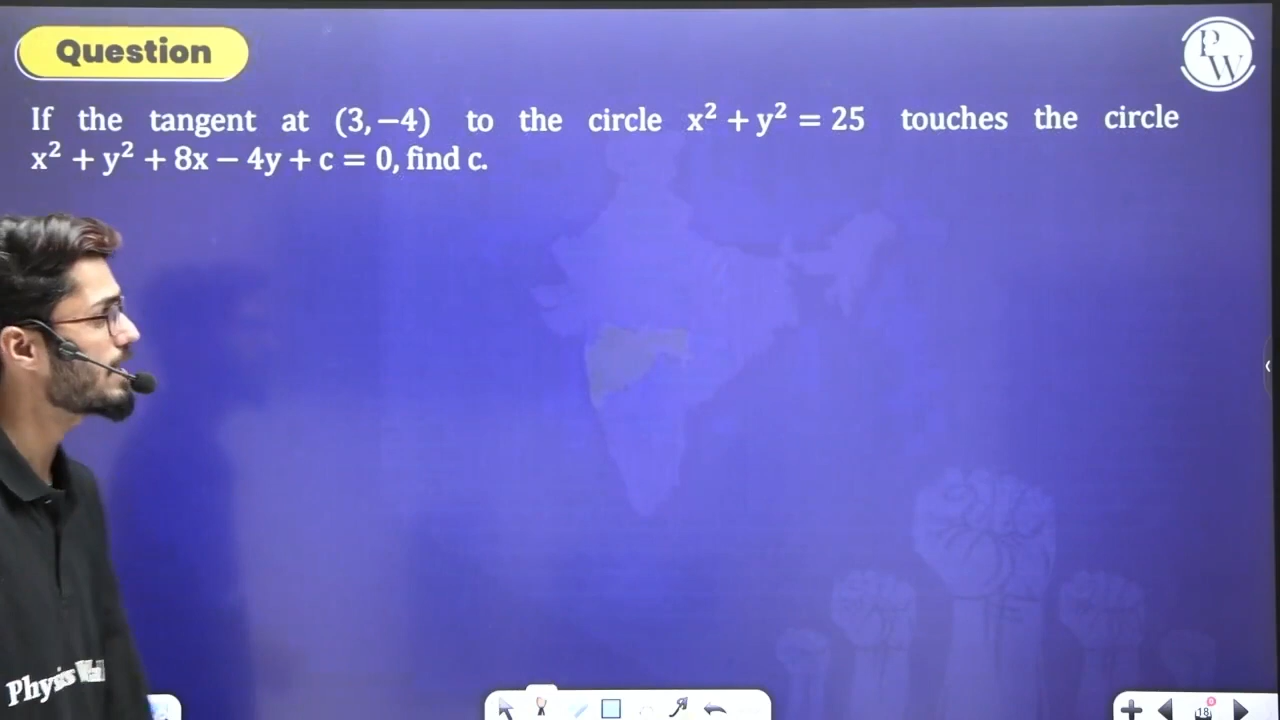 Question
PW
If the tangent at (3,−4) to the circle x² + y² = 25 touches the circle
x² + y² + 8x − 4y + c = 0, find c.
Physics Wallah
18